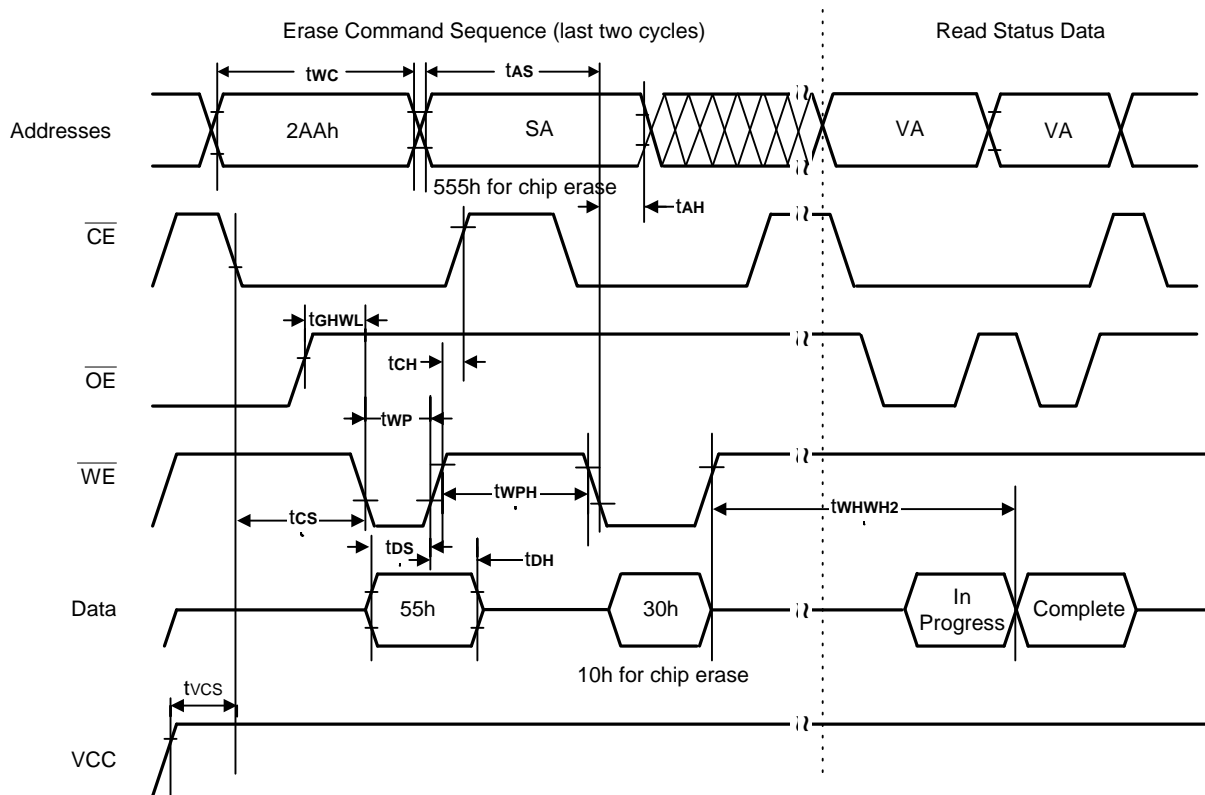 Erase Command Sequence (last two cycles)
Read Status Data
tWC
tAS
Addresses
2AAh
SA
VA
VA
555h for chip erase
tAH
CE
tGHWL
tCH
OE
tWP
WE
tWPH
tCS
tWHWH2
tDS
tDH
Data
55h
30h
In
Progress
Complete
10h for chip erase
tVCS
VCC